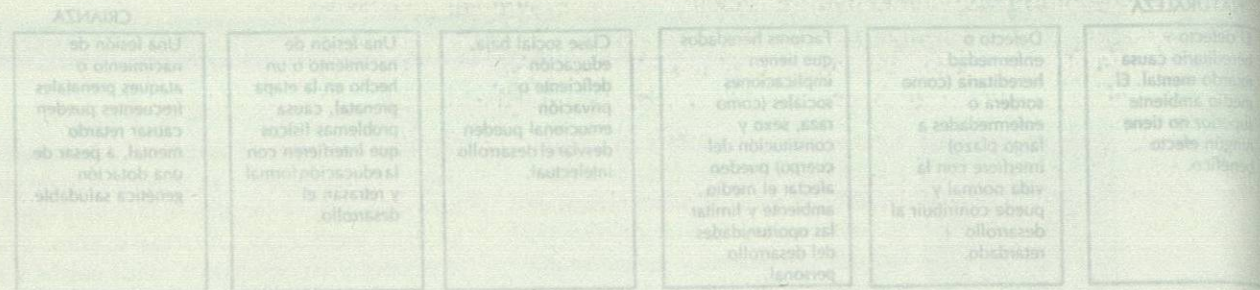 NATURALEZA
defecto y
hereditario causa
mental. El
medio ambiente
no tiene
ningún efecto
benéfico.
Defecto o
enfermedad
hereditaria (como
sordera o
enfermedades a
largo plazo)
interfiere con la
vida normal y
puede contribuir al
desarrollo
retardado.
Factores heredados
que tienen
implicaciones
sociales (como
raza, sexo y
constitución del
cuerpo) pueden
afectar el medio
ambiente y limitar
las oportunidades
del desarrollo
personal.
Clase social baja,
educación
deficiente o
privación
emocional pueden
desviar el desarrollo
intelectual.
Una lesión de
nacimiento o un
hecho en la etapa
prenatal, causa
problemas físicos
que interfieren con
la educación formal
y retrasan el
desarrollo.
CRIANZA
Una lesión de
nacimiento o
ataques prenatales
frecuentes pueden
causar retardo
mental, a pesar de
una dotación
genética saludable.